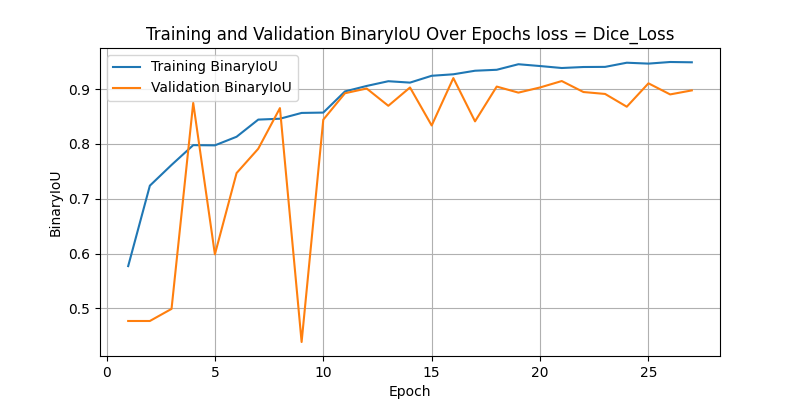 Training and Validation BinaryIoU Over Epochs loss = Dice_Loss
Training BinaryIoU
Validation BinaryIoU
BinaryIoU
0.9
0.8
0.7
0.6
0.5
0 5 10 15 20 25
Epoch